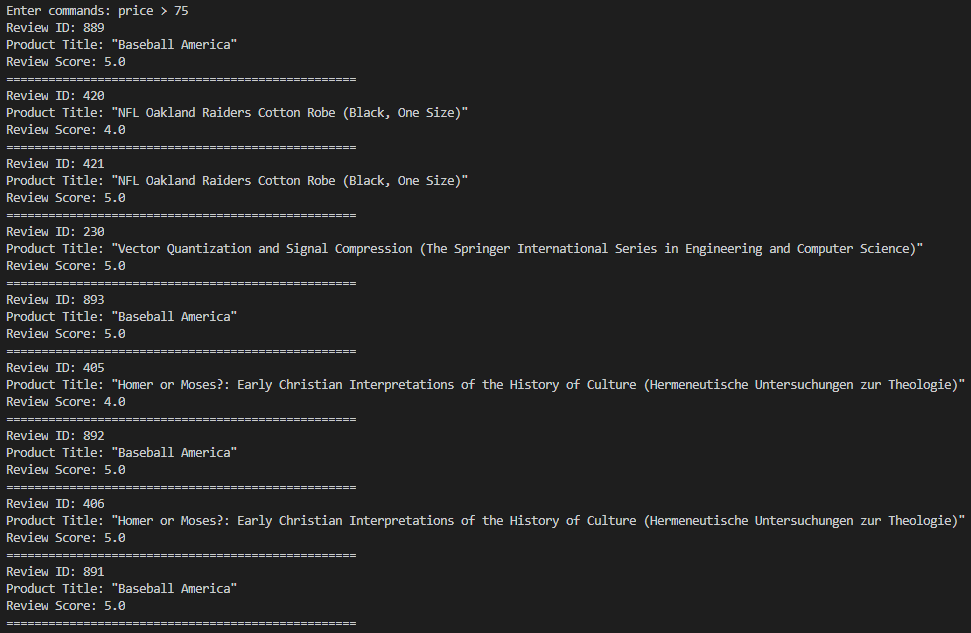 Enter commands: price > 75
Review ID: 889
Product Title: "Baseball America"
Review Score: 5.0
==================================================
Review ID: 420
Product Title: "NFL Oakland Raiders Cotton Robe (Black, One Size)"
Review Score: 4.0
==================================================
Review ID: 421
Product Title: "NFL Oakland Raiders Cotton Robe (Black, One Size)"
Review Score: 5.0
==================================================
Review ID: 230
Product Title: "Vector Quantization and Signal Compression (The Springer International Series in Engineering and Computer Science)"
Review Score: 5.0
==================================================
Review ID: 893
Product Title: "Baseball America"
Review Score: 5.0
==================================================
Review ID: 405
Product Title: "Homer or Moses?: Early Christian Interpretations of the History of Culture (Hermeneutische Untersuchungen zur Theologie)"
Review Score: 4.0
==================================================
Review ID: 892
Product Title: "Baseball America"
Review Score: 5.0
==================================================
Review ID: 406
Product Title: "Homer or Moses?: Early Christian Interpretations of the History of Culture (Hermeneutische Untersuchungen zur Theologie)"
Review Score: 5.0
==================================================
Review ID: 891
Product Title: "Baseball America"
Review Score: 5.0
==================================================